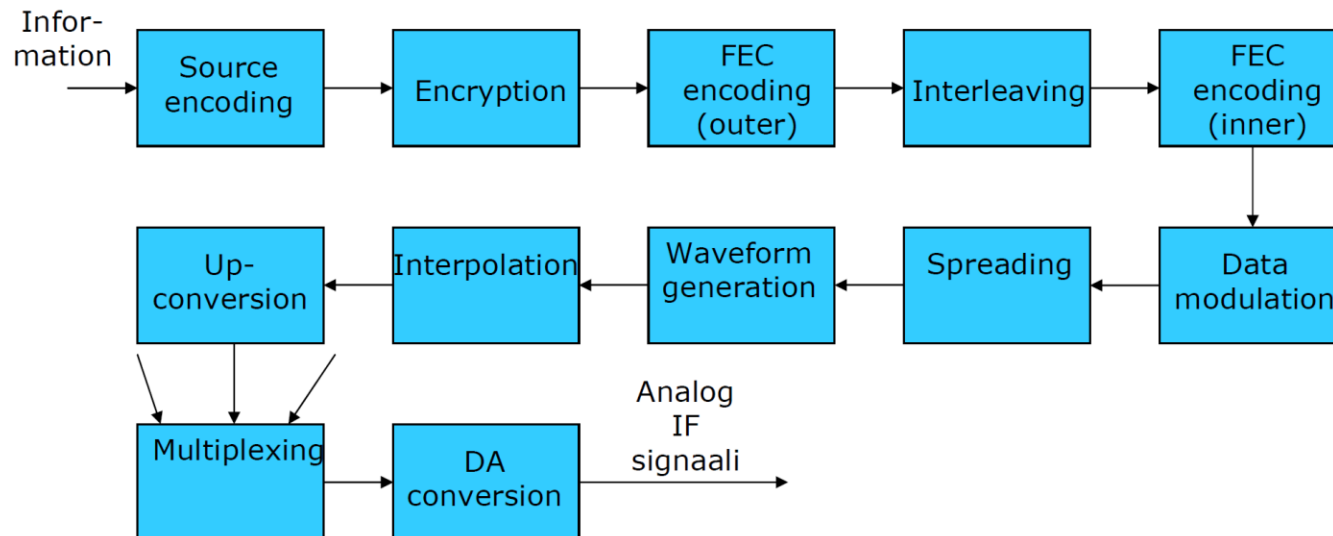 Infor-
mation
Source
encoding
Encryption
FEC
encoding
(outer)
Interleaving
FEC
encoding
(inner)
Up-
conversion
Interpolation
Waveform
generation
Spreading
Data
modulation
Multiplexing
DA
conversion
Analog
IF
signaali